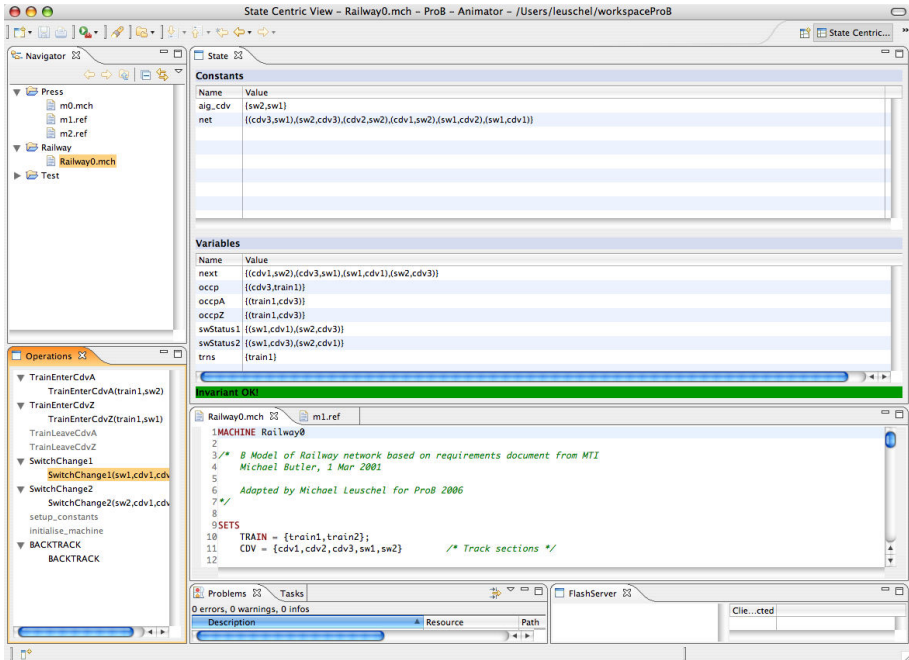 State Centric View – Railway0.mch – ProB – Animator – /Users/leuschel/workspaceProB
State Centric...
Navigator
Press
m0.mch
m1.ref
m2.ref
Railway
Railway0.mch
Test
State
Constants
Name Value
aig_cdv {sw2,sw1}
net {(cdv3,sw1),(sw2,cdv3),(cdv2,sw2),(cdv1,sw2),(sw1,cdv2),(sw1,cdv1)}
Variables
Name Value
next {(cdv1,sw2),(cdv3,sw1),(sw1,cdv1),(sw2,cdv3)}
occp {(cdv3,train1)}
occpA {(train1,cdv3)}
occpZ {(train1,cdv3)}
swStatus1 {(sw1,cdv1),(sw2,cdv3)}
swStatus2 {(sw1,cdv3),(sw2,cdv1)}
trns {train1}
Invariant OK!
Operations
TrainEnterCdvA
TrainEnterCdvA(train1,sw2)
TrainEnterCdvZ
TrainEnterCdvZ(train1,sw1)
TrainLeaveCdvA
TrainLeaveCdvZ
SwitchChange1
SwitchChange1(sw1,cdv1,cdv
SwitchChange2
SwitchChange2(sw2,cdv1,cdv
setup_constants
initialise_machine
BACKTRACK
BACKTRACK
Railway0.mch m1.ref
1 MACHINE Railway0
2
3 /* B Model of Railway network based on requirements document from MTI
4 Michael Butler, 1 Mar 2001
5
6 Adapted by Michael Leuschel for ProB 2006
7 */
8
9 SETS
10 TRAIN = {train1,train2};
11 CDV = {cdv1,cdv2,cdv3,sw1,sw2} /* Track sections */
12
Problems Tasks
0 errors, 0 warnings, 0 infos
Description Resource Path
FlashServer
Clie...cted